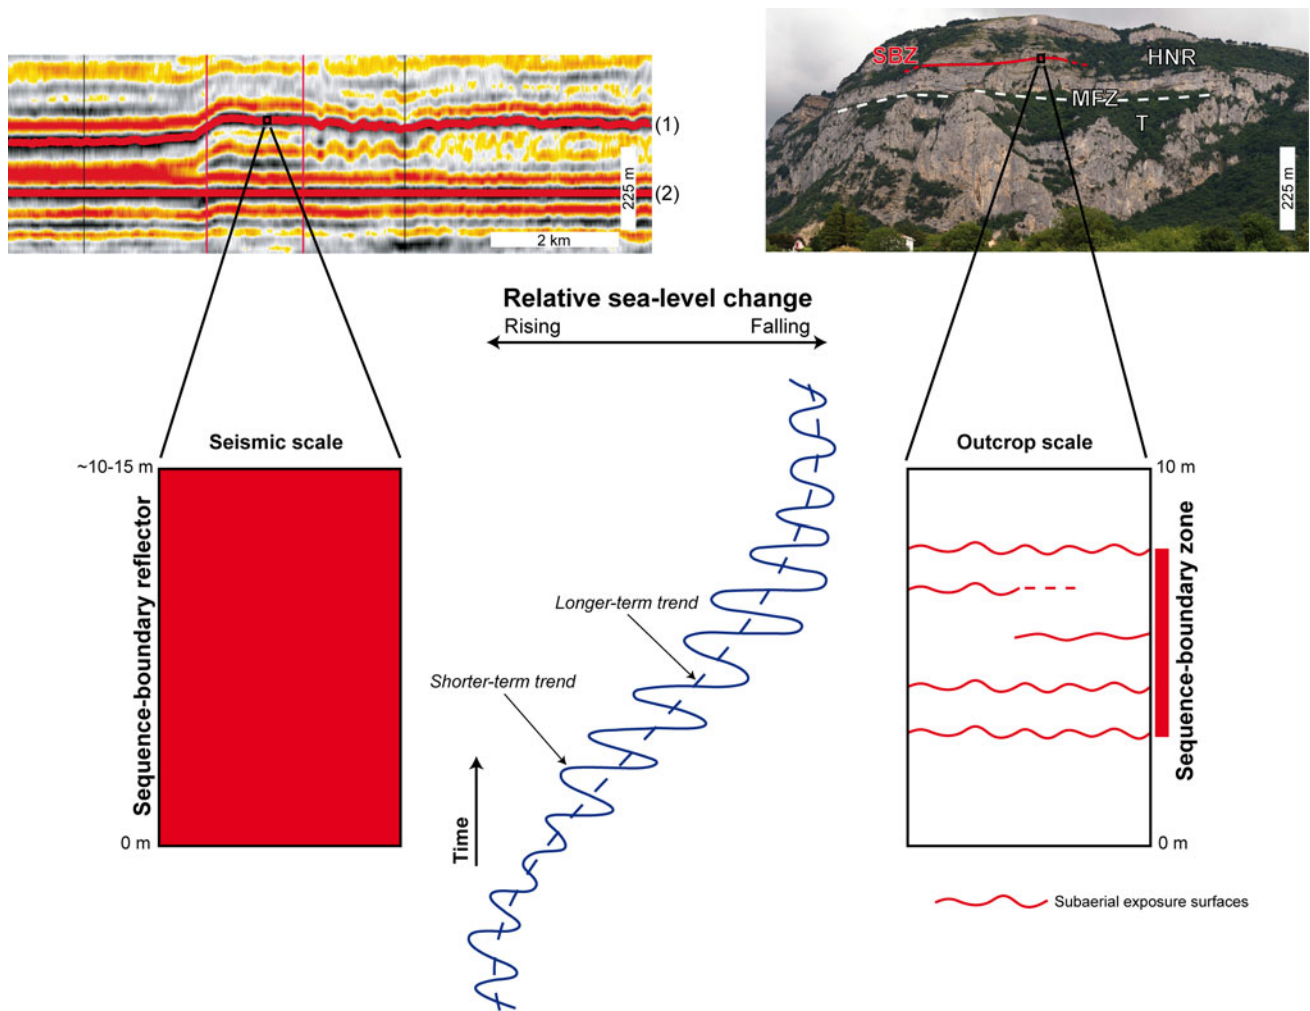 SBZ
HNR
MFZ
T
(1)
(2)
225 m
2 km
225 m
Relative sea-level change
Rising
Falling
Seismic scale
~10-15 m
Sequence-boundary reflector
0 m
Longer-term trend
Shorter-term trend
Time
Outcrop scale
10 m
Sequence-boundary zone
0 m
Subaerial exposure surfaces